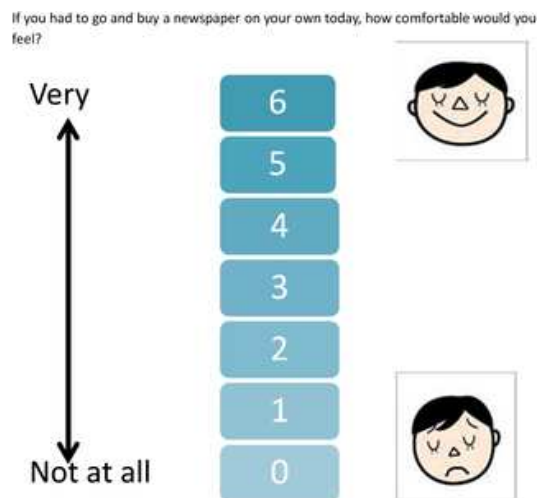 If you had to go and buy a newspaper on your own today, how comfortable would you
feel?
Very
6
5
4
3
2
1
0
Not at all